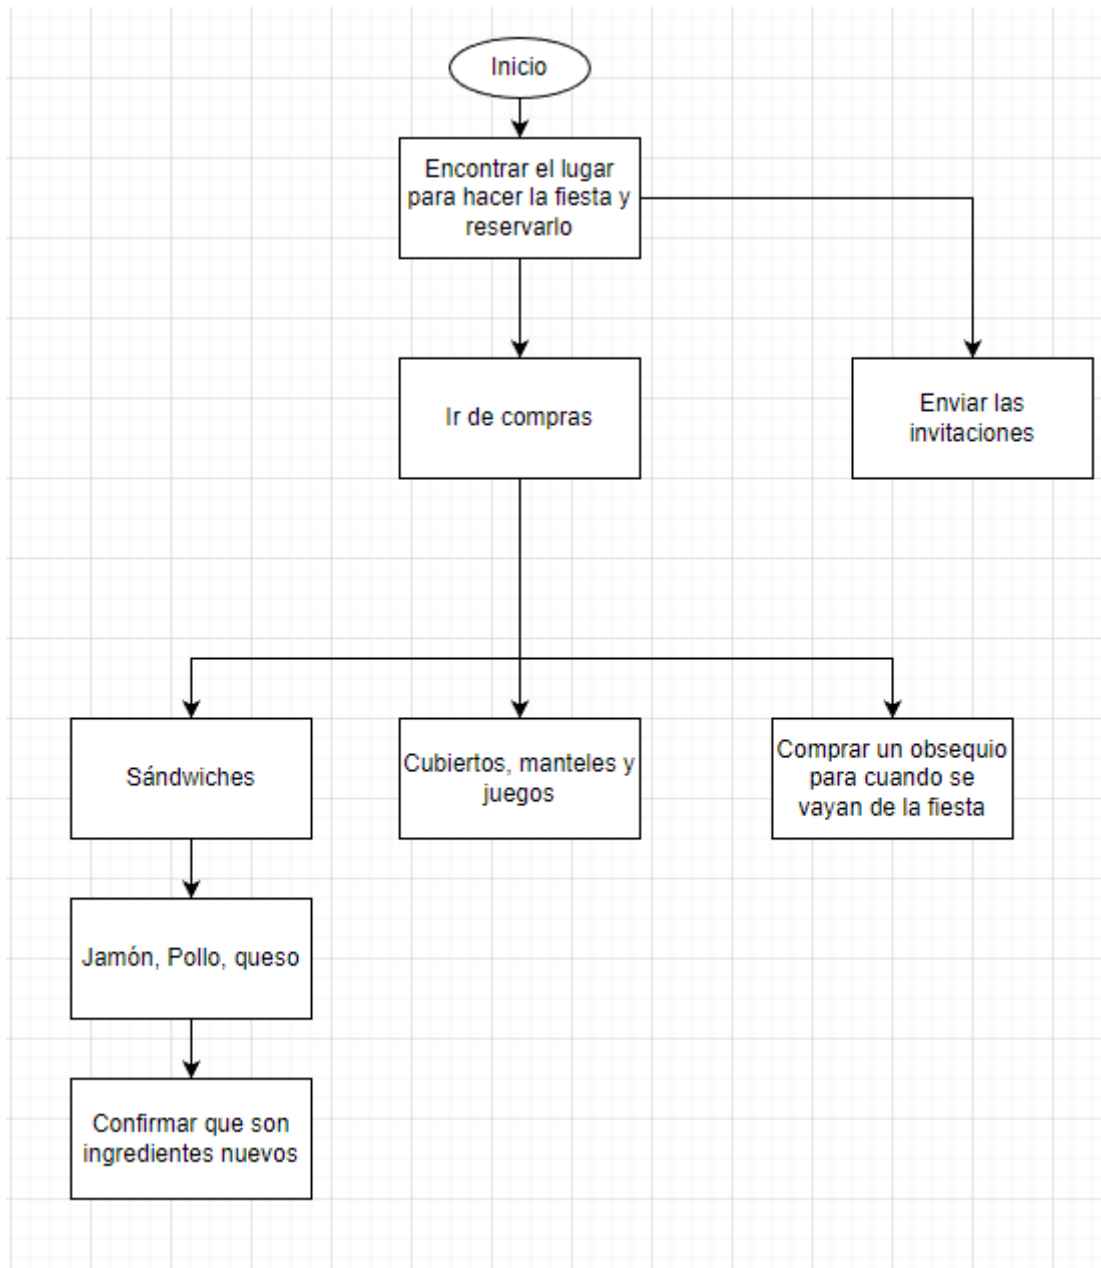 Inicio
Encontrar el lugar
para hacer la fiesta y
reservarlo
Ir de compras
Enviar las
invitaciones
Sándwiches
Cubiertos, manteles y
juegos
Comprar un obsequio
para cuando se
vayan de la fiesta
Jamón, Pollo, queso
Confirmar que son
ingredientes nuevos